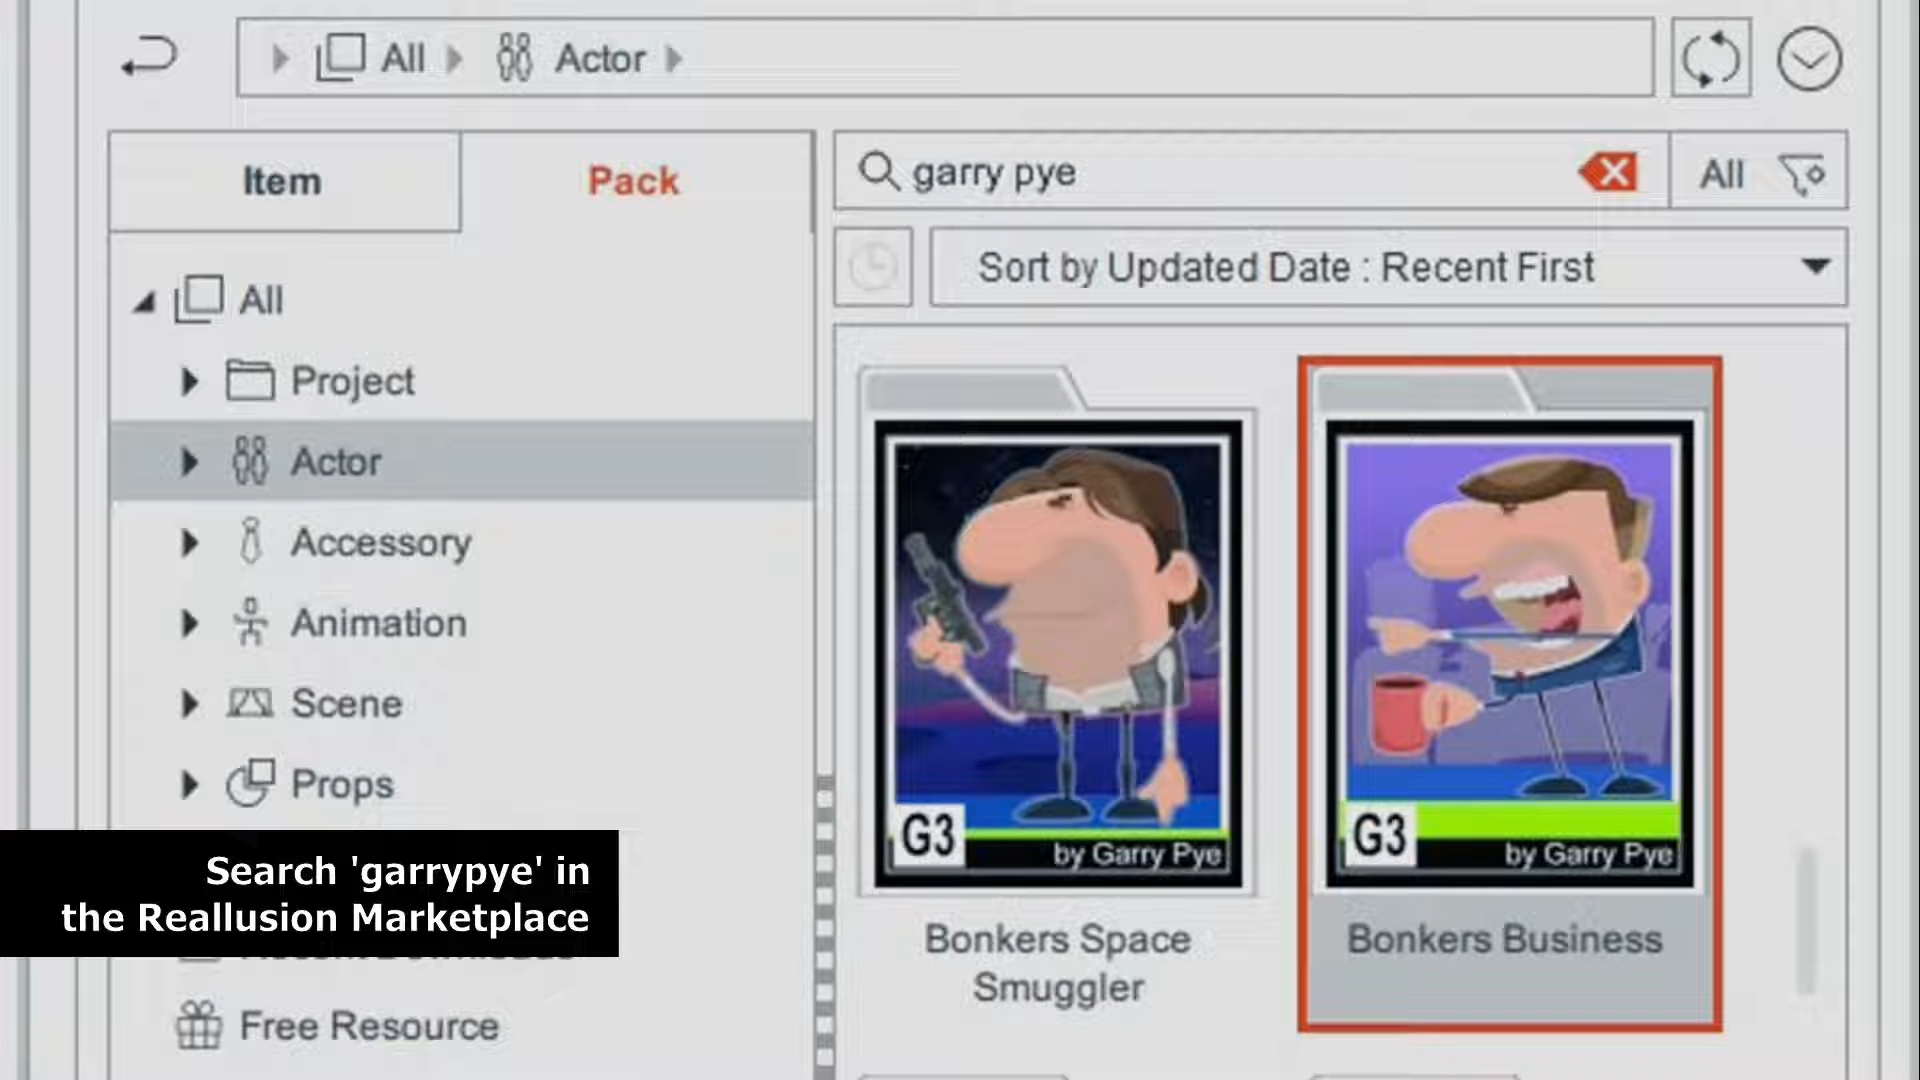 All Actor
Item
Pack
garry pye
All
Sort by Updated Date : Recent First
All
Project
Actor
Accessory
Animation
Scene
Props
Free Resource
Search 'garrypye' in
the Reallusion Marketplace
G3
by Garry Pye
Bonkers Space
Smuggler
G3
by Garry Pye
Bonkers Business